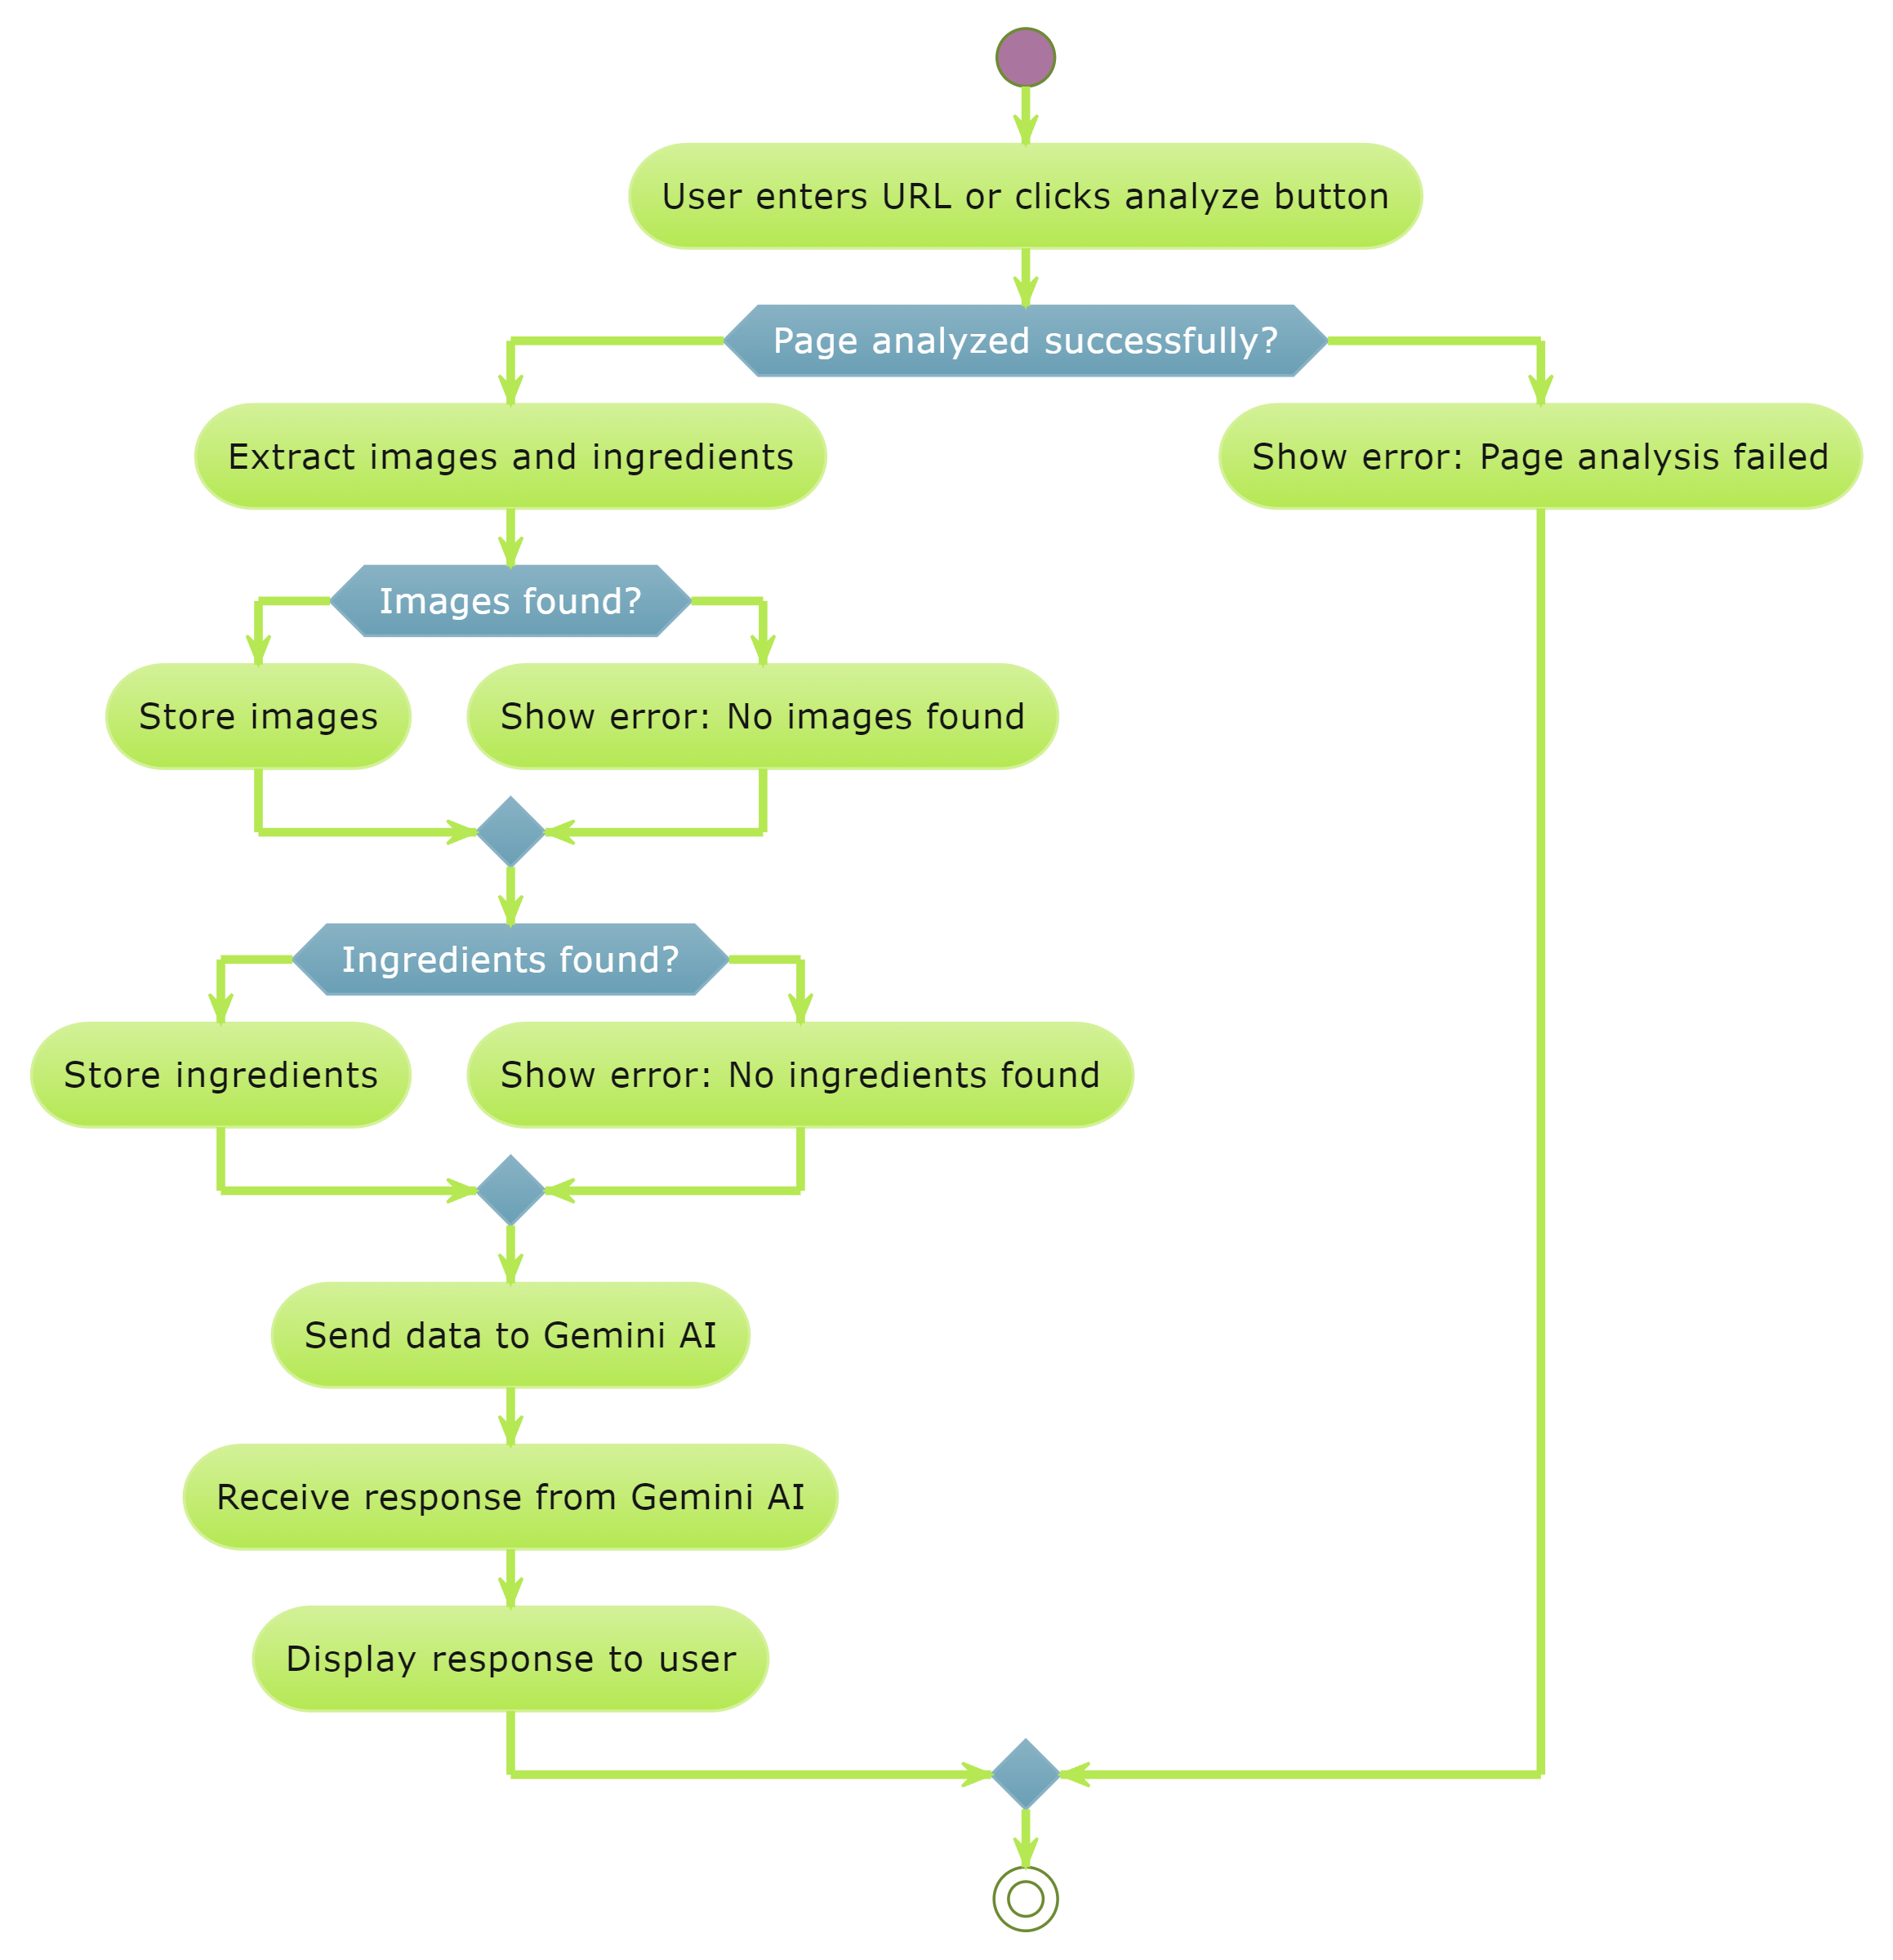 User enters URL or clicks analyze button
Page analyzed successfully?
Extract images and ingredients
Show error: Page analysis failed
Images found?
Store images
Show error: No images found
Ingredients found?
Store ingredients
Show error: No ingredients found
Send data to Gemini AI
Receive response from Gemini AI
Display response to user